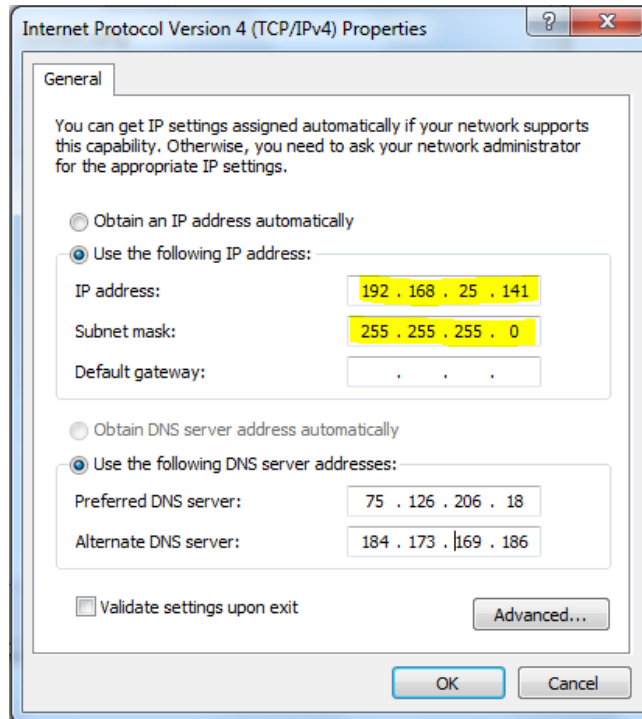 Internet Protocol Version 4 (TCP/IPv4) Properties
General
You can get IP settings assigned automatically if your network supports
this capability. Otherwise, you need to ask your network administrator
for the appropriate IP settings.
Obtain an IP address automatically
Use the following IP address:
IP address: 192 . 168 . 25 . 141
Subnet mask: 255 . 255 . 255 . 0
Default gateway: . . .
Obtain DNS server address automatically
Use the following DNS server addresses:
Preferred DNS server: 75 . 126 . 206 . 18
Alternate DNS server: 184 . 173 . 169 . 186
Validate settings upon exit
Advanced...
OK Cancel